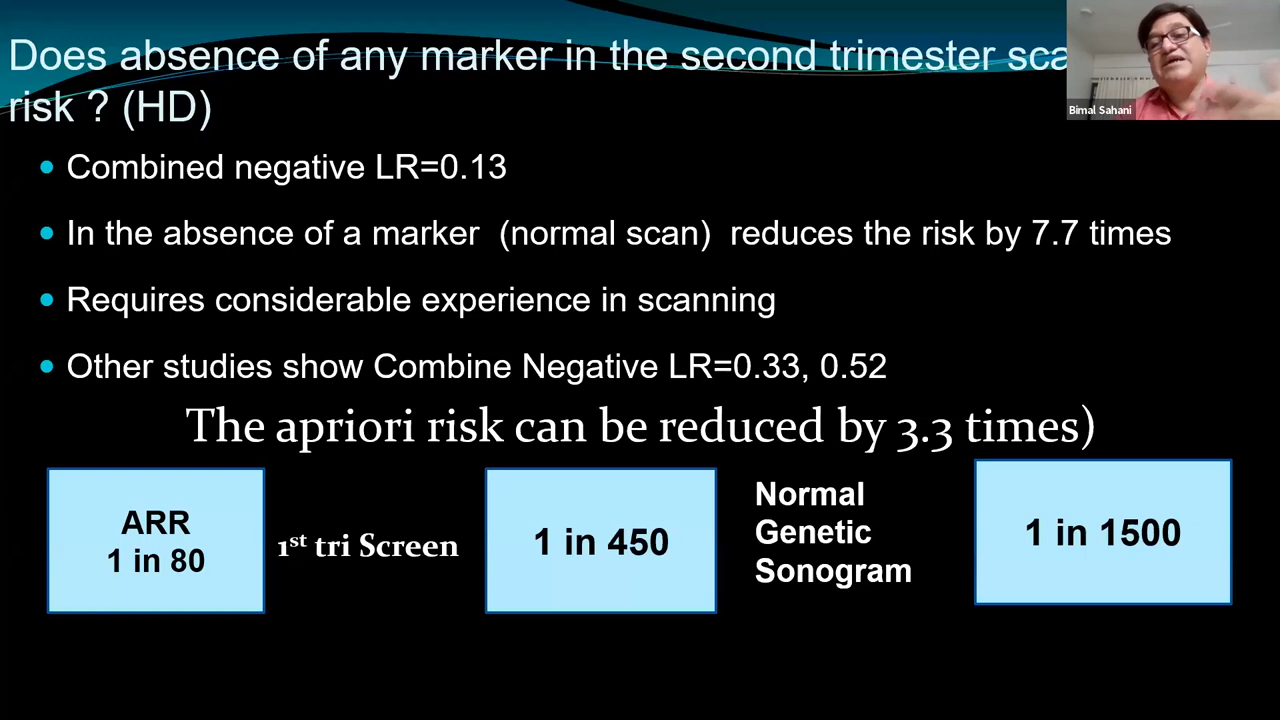 Does absence of any marker in the second trimester sca
risk ? (HD)
Bimal Sahani
• Combined negative LR=0.13
• In the absence of a marker (normal scan) reduces the risk by 7.7 times
• Requires considerable experience in scanning
• Other studies show Combine Negative LR=0.33, 0.52
The apriori risk can be reduced by 3.3 times)
ARR
1 in 80
1st tri Screen
1 in 450
Normal
Genetic
Sonogram
1 in 1500